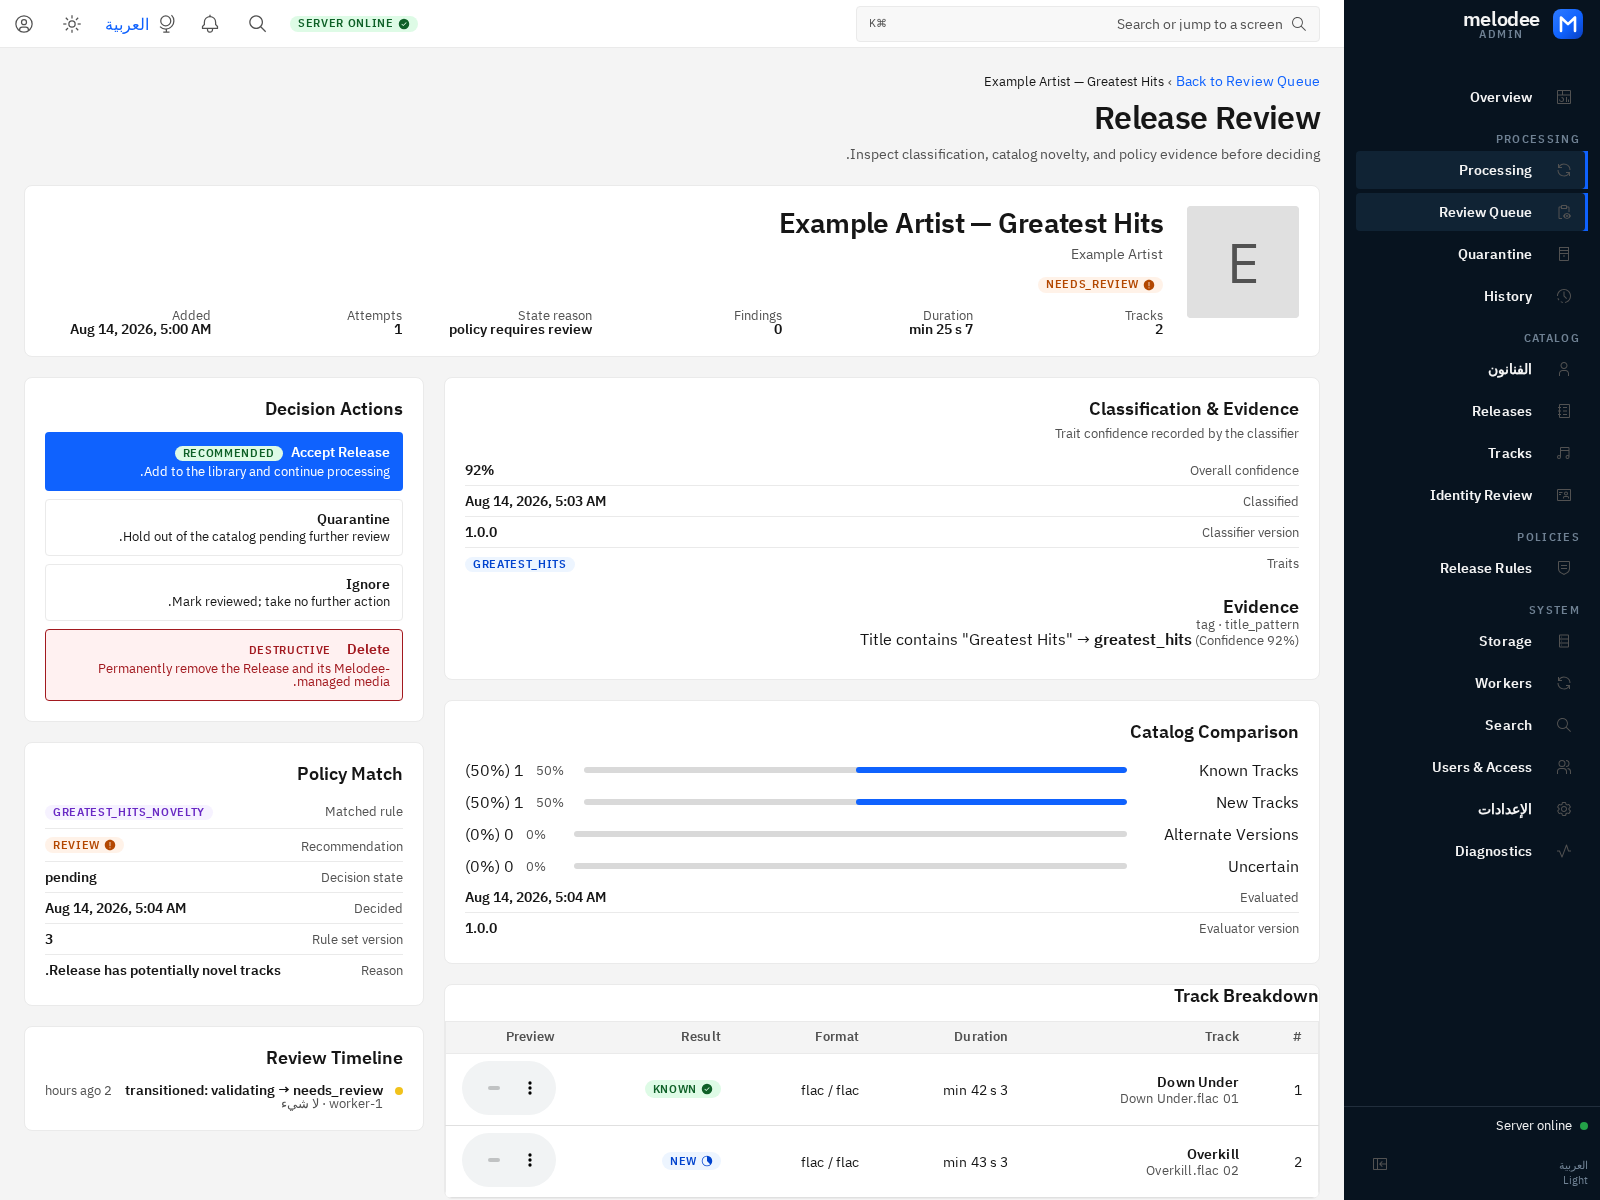 melodee
ADMIN
Overview
PROCESSING
Processing
Review Queue
Quarantine
History
CATALOG
الفنانون
Releases
Tracks
Identity Review
POLICIES
Release Rules
SYSTEM
Storage
Workers
Search
Users & Access
الإعدادات
Diagnostics
Server online
العربية
Light
Search or jump to a screen
K⌘
SERVER ONLINE
العربية
Example Artist — Greatest Hits ‹ Back to Review Queue
Release Review
.Inspect classification, catalog novelty, and policy evidence before deciding
E
Example Artist — Greatest Hits
Example Artist
NEEDS_REVIEW
Tracks
2
Duration
min 25 s 7
Findings
0
State reason
policy requires review
Attempts
1
Added
Aug 14, 2026, 5:00 AM
Classification & Evidence
Trait confidence recorded by the classifier
Overall confidence 92%
Classified Aug 14, 2026, 5:03 AM
Classifier version 1.0.0
Traits GREATEST_HITS
Evidence
tag · title_pattern
Title contains "Greatest Hits" → greatest_hits (Confidence 92%)
Catalog Comparison
Known Tracks 50% (50%) 1
New Tracks 50% (50%) 1
Alternate Versions 0% (0%) 0
Uncertain 0% (0%) 0
Evaluated Aug 14, 2026, 5:04 AM
Evaluator version 1.0.0
Track Breakdown
# Track Duration Format Result Preview
1 Down Under min 42 s 3 flac / flac KNOWN
Down Under.flac 01
2 Overkill min 43 s 3 flac / flac NEW
Overkill.flac 02
Decision Actions
Accept Release RECOMMENDED
.Add to the library and continue processing
Quarantine
.Hold out of the catalog pending further review
Ignore
.Mark reviewed; take no further action
Delete DESTRUCTIVE
Permanently remove the Release and its Melodee-
.managed media
Policy Match
Matched rule GREATEST_HITS_NOVELTY
Recommendation REVIEW
Decision state pending
Decided Aug 14, 2026, 5:04 AM
Rule set version 3
Reason .Release has potentially novel tracks
Review Timeline
transitioned: validating → needs_review hours ago 2
لا شيء · worker-1